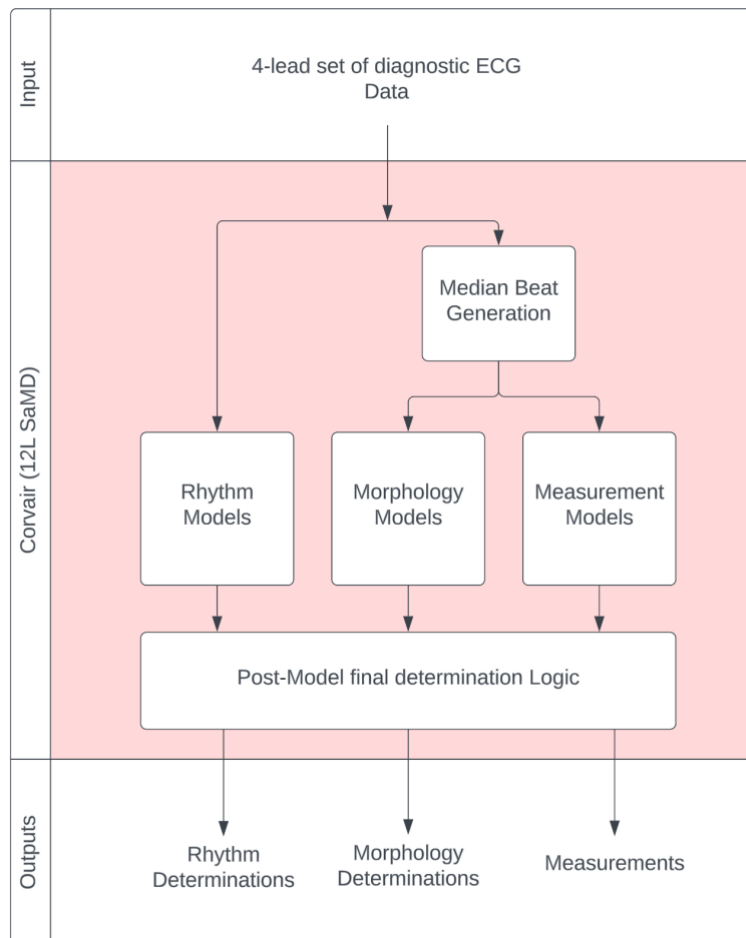 Input
4-lead set of diagnostic ECG
Data
Corvair (12L SaMD)
Median Beat
Generation
Rhythm
Models
Morphology
Models
Measurement
Models
Post-Model final determination Logic
Outputs
Rhythm
Determinations
Morphology
Determinations
Measurements